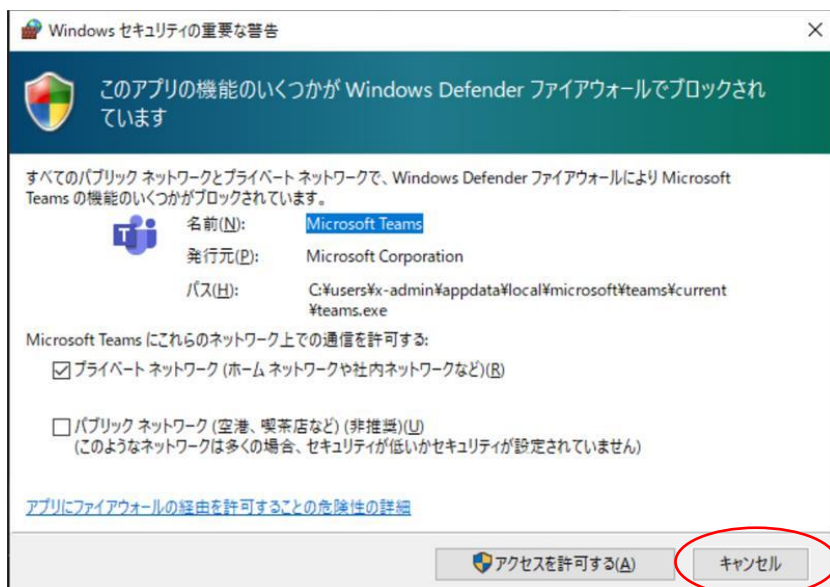 Windows セキュリティの重要な警告
このアプリの機能のいくつかが Windows Defender ファイアウォールでブロックされ
ています
すべてのパブリック ネットワークとプライベート ネットワークで、Windows Defender ファイアウォールにより Microsoft
Teams の機能のいくつかがブロックされています。
名前(N): Microsoft Teams
発行元(P): Microsoft Corporation
パス(H): C:¥users¥x-admin¥appdata¥local¥microsoft¥teams¥current
¥teams.exe
Microsoft Teams にこれらのネットワーク上での通信を許可する:
プライベート ネットワーク (ホーム ネットワークや社内ネットワークなど)(R)
パブリック ネットワーク (空港、喫茶店など) (非推奨)(U)
(このようなネットワークは多くの場合、セキュリティが低いかセキュリティが設定されていません)
アプリにファイアウォールの経由を許可することの危険性の詳細
アクセスを許可する(A) キャンセル